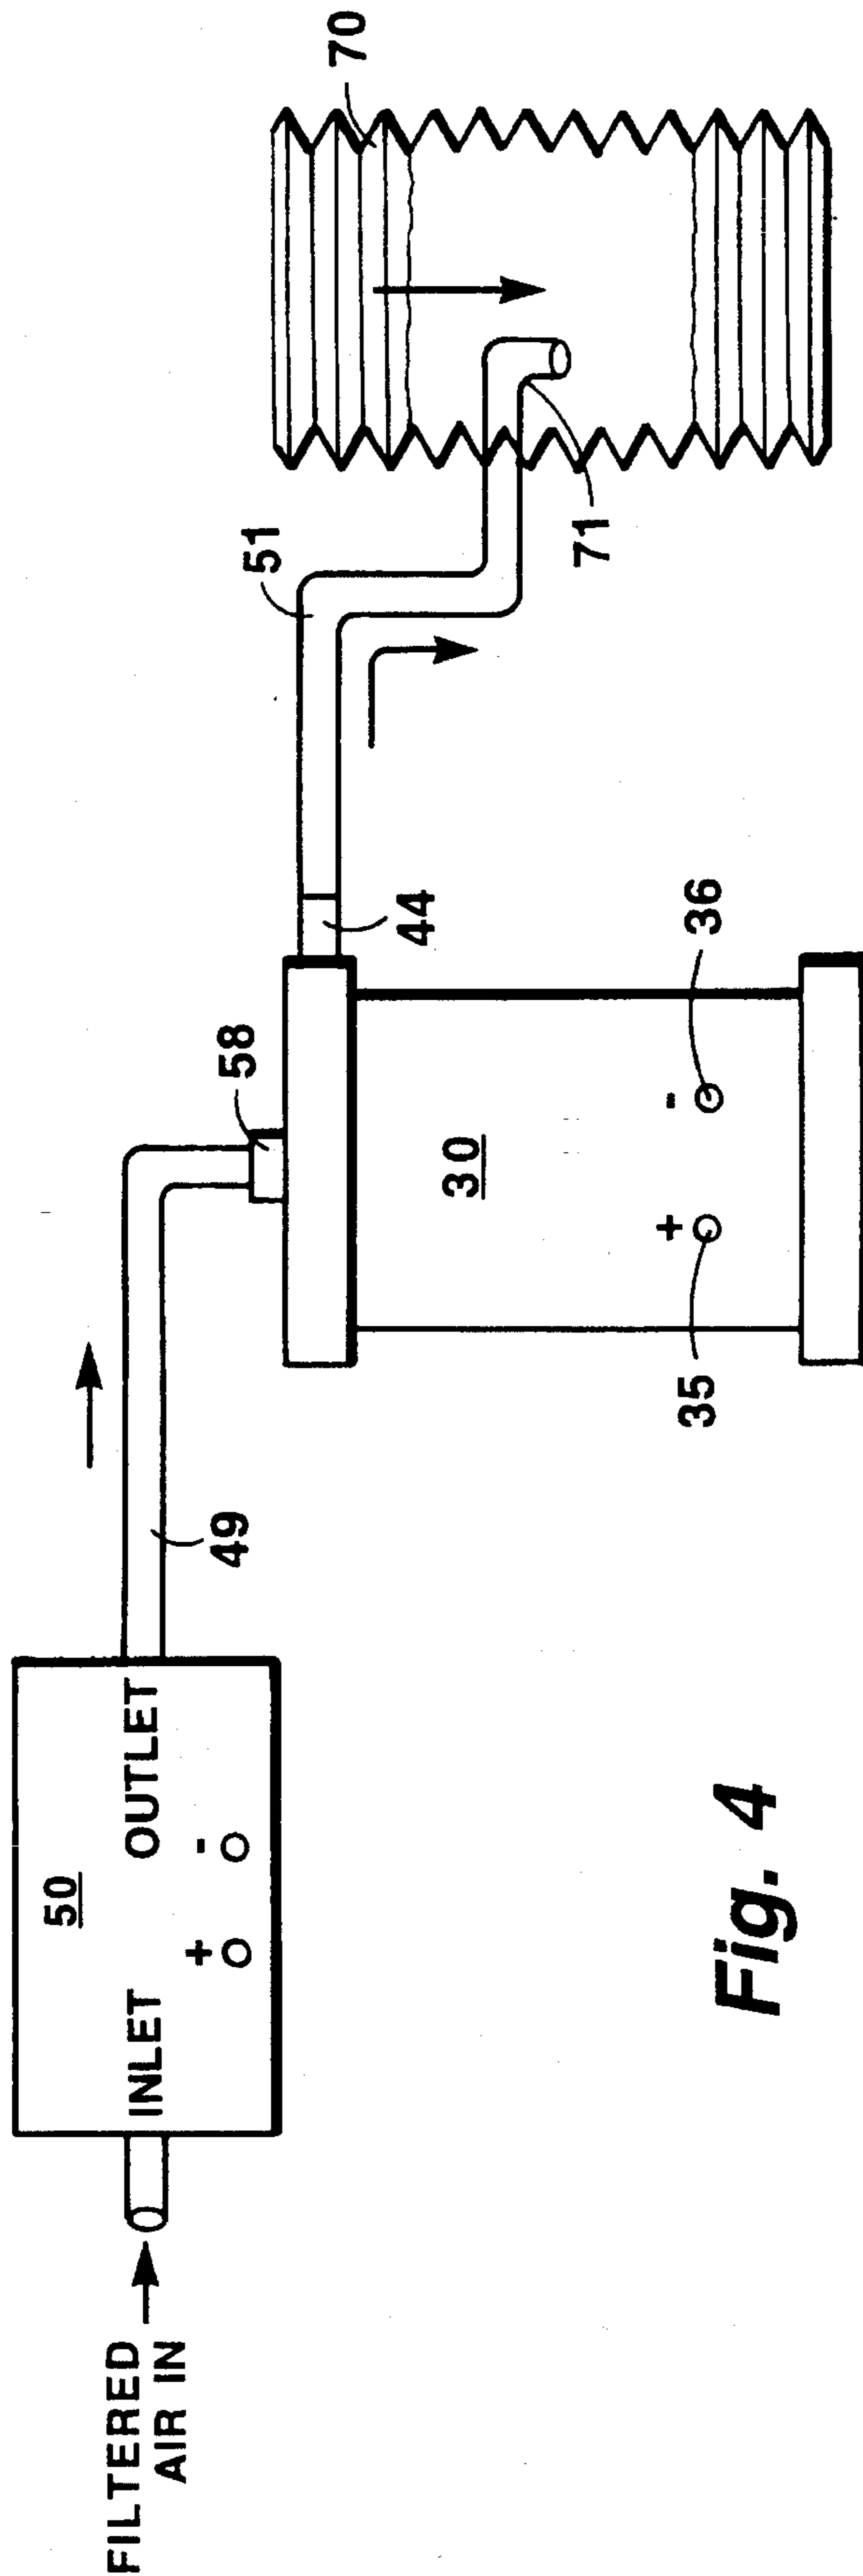 FILTERED
AIR IN
INLET
OUTLET
50
+
-
49
58
30
+
-
35
36
44
51
71
70
Fig. 4